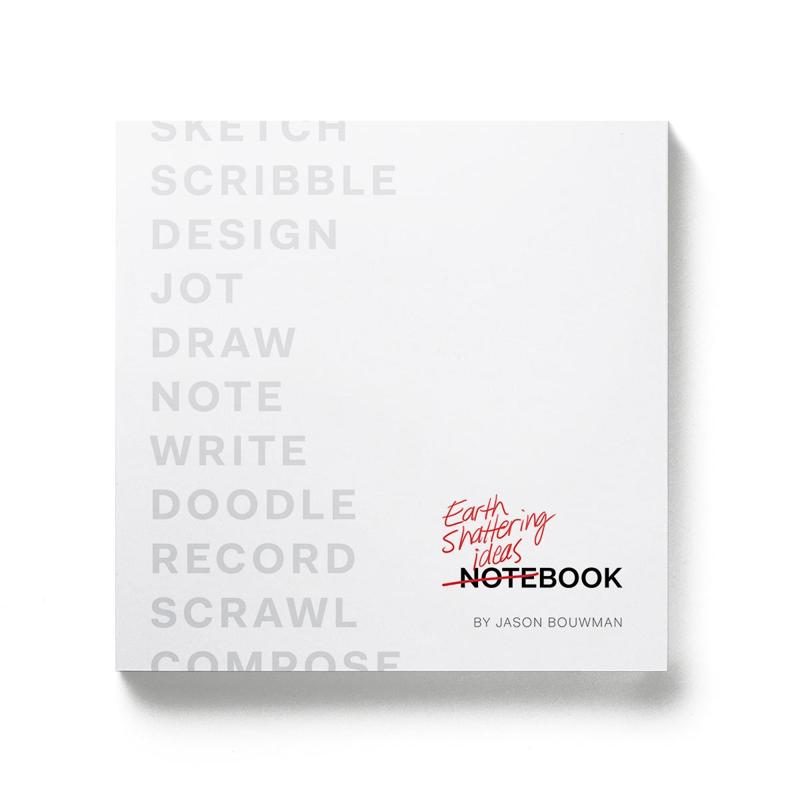 SKETCH
SCRIBBLE
DESIGN
JOT
DRAW
NOTE
WRITE
DOODLE
RECORD
SCRAWL
COMPOSE
Earth
Shattering
ideas
NOTEBOOK
BY JASON BOUWMAN